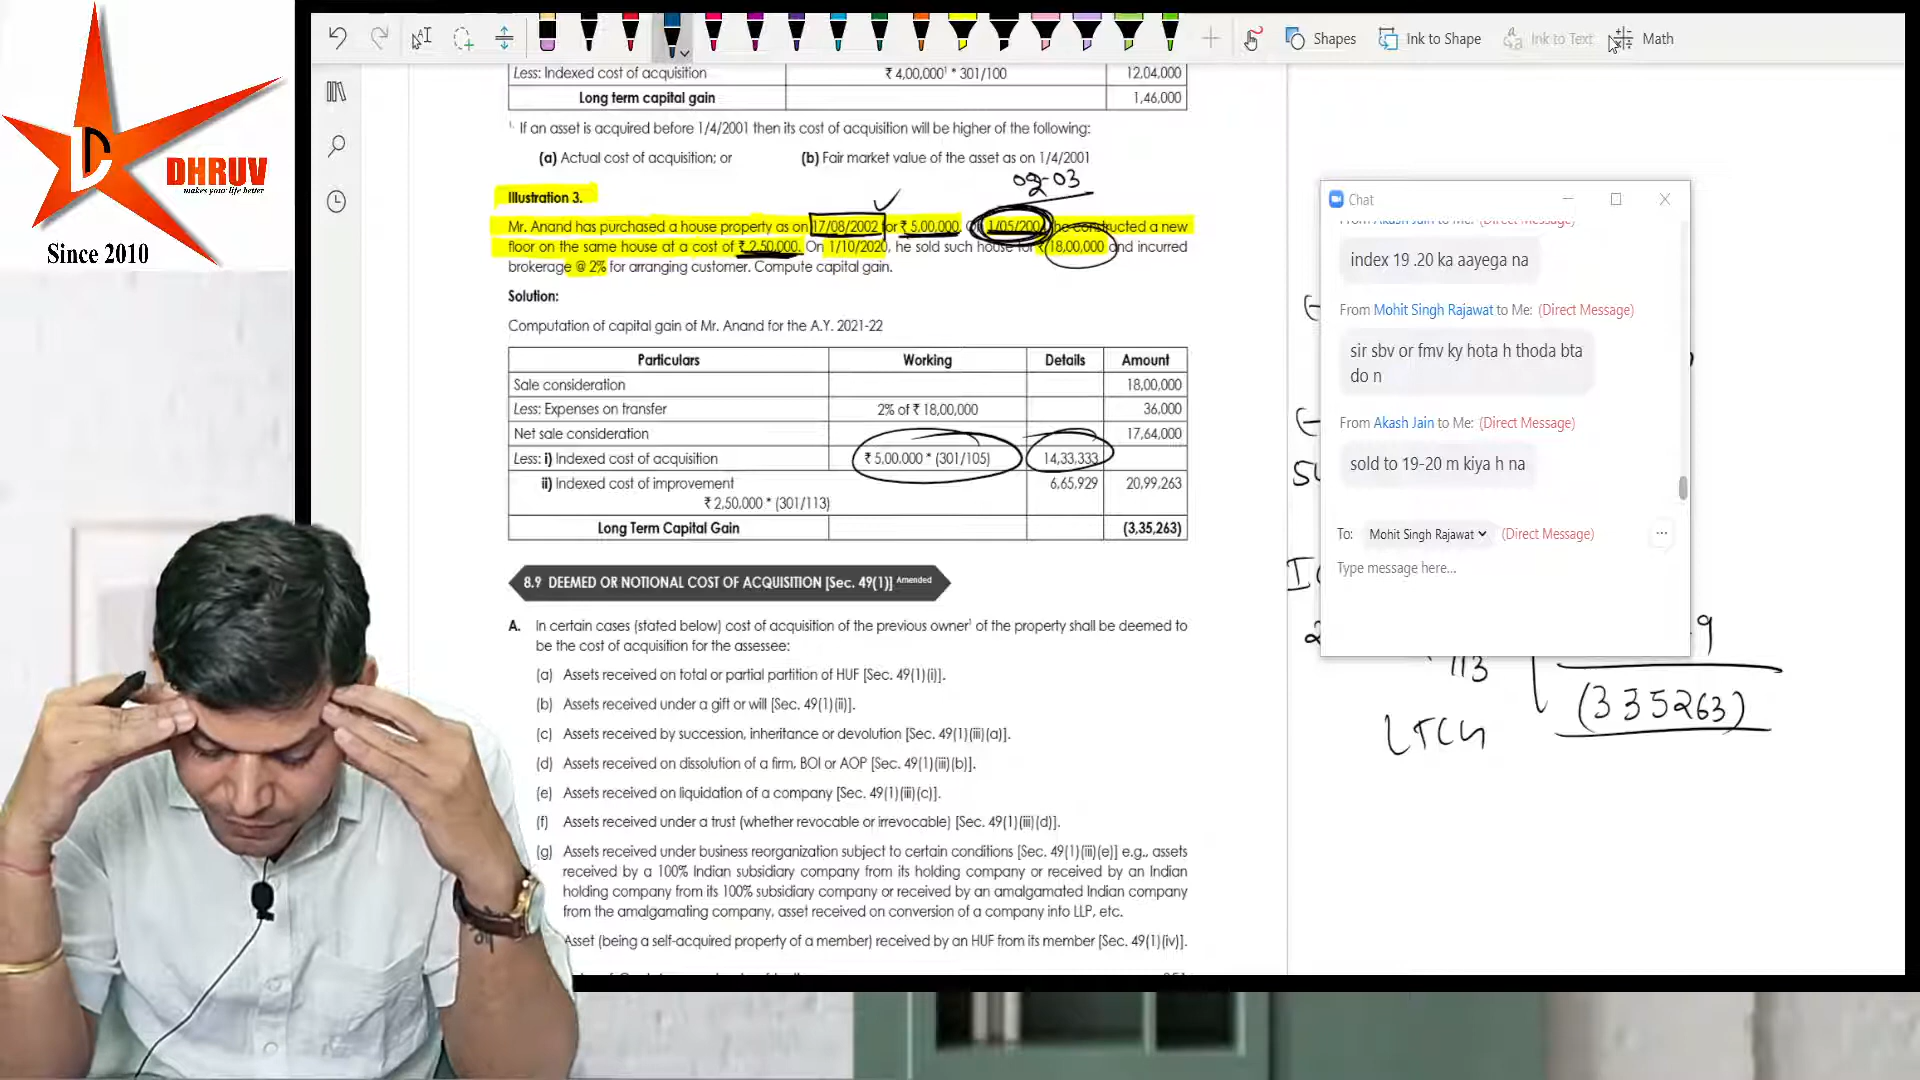 DHRUV
makes your life better
Since 2010
Shapes
Ink to Shape
Ink to Text
Math
Less: Indexed cost of acquisition ₹ 4,00,000¹ * 301/100 12,04,000
Long term capital gain 1,46,000
1. If an asset is acquired before 1/4/2001 then its cost of acquisition will be higher of the following:
(a) Actual cost of acquisition; or (b) Fair market value of the asset as on 1/4/2001
02-03
Illustration 3.
Mr. Anand has purchased a house property as on 17/08/2002 for ₹ 5,00,000. he constructed a new
floor on the same house at a cost of ₹ 2,50,000. On 1/10/2020, he sold such house for ₹ 18,00,000 and incurred
brokerage @ 2% for arranging customer. Compute capital gain.
Solution:
Computation of capital gain of Mr. Anand for the A.Y. 2021-22
Particulars Working Details Amount
Sale consideration 18,00,000
Less: Expenses on transfer 2% of ₹ 18,00,000 36,000
Net sale consideration 17,64,000
Less: i) Indexed cost of acquisition ₹ 5,00,000 * (301/105) 14,33,333
ii) Indexed cost of improvement 6,65,929 20,99,263
₹ 2,50,000 * (301/113)
Long Term Capital Gain (3,35,263)
8.9 DEEMED OR NOTIONAL COST OF ACQUISITION [Sec. 49(1)] Amended
A. In certain cases (stated below) cost of acquisition of the previous owner¹ of the property shall be deemed to
be the cost of acquisition for the assessee:
(a) Assets received on total or partial partition of HUF [Sec. 49(1)(i)].
(b) Assets received under a gift or will [Sec. 49(1)(ii)].
(c) Assets received by succession, inheritance or devolution [Sec. 49(1)(iii)(a)].
(d) Assets received on dissolution of a firm, BOI or AOP [Sec. 49(1)(iii)(b)].
(e) Assets received on liquidation of a company [Sec. 49(1)(iii)(c)].
(f) Assets received under a trust (whether revocable or irrevocable) [Sec. 49(1)(iii)(d)].
(g) Assets received under business reorganization subject to certain conditions [Sec. 49(1)(iii)(e)] e.g., assets
received by a 100% Indian subsidiary company from its holding company or received by an Indian
holding company from its 100% subsidiary company or received by an amalgamated Indian company
from the amalgamating company, asset received on conversion of a company into LLP, etc.
Asset (being a self-acquired property of a member) received by an HUF from its member [Sec. 49(1)(iv)].
Chat
From Akash Jain to Me: (Direct Message)
index 19 .20 ka aayega na
From Mohit Singh Rajawat to Me: (Direct Message)
sir sbv or fmv ky hota h thoda bta
do n
From Akash Jain to Me: (Direct Message)
sold to 19-20 m kiya h na
To: Mohit Singh Rajawat (Direct Message)
Type message here...
113
(335263)
LTCG